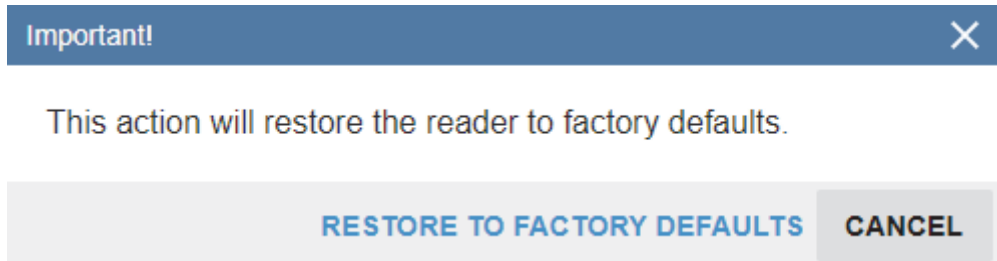 Important!
This action will restore the reader to factory defaults.
RESTORE TO FACTORY DEFAULTS CANCEL